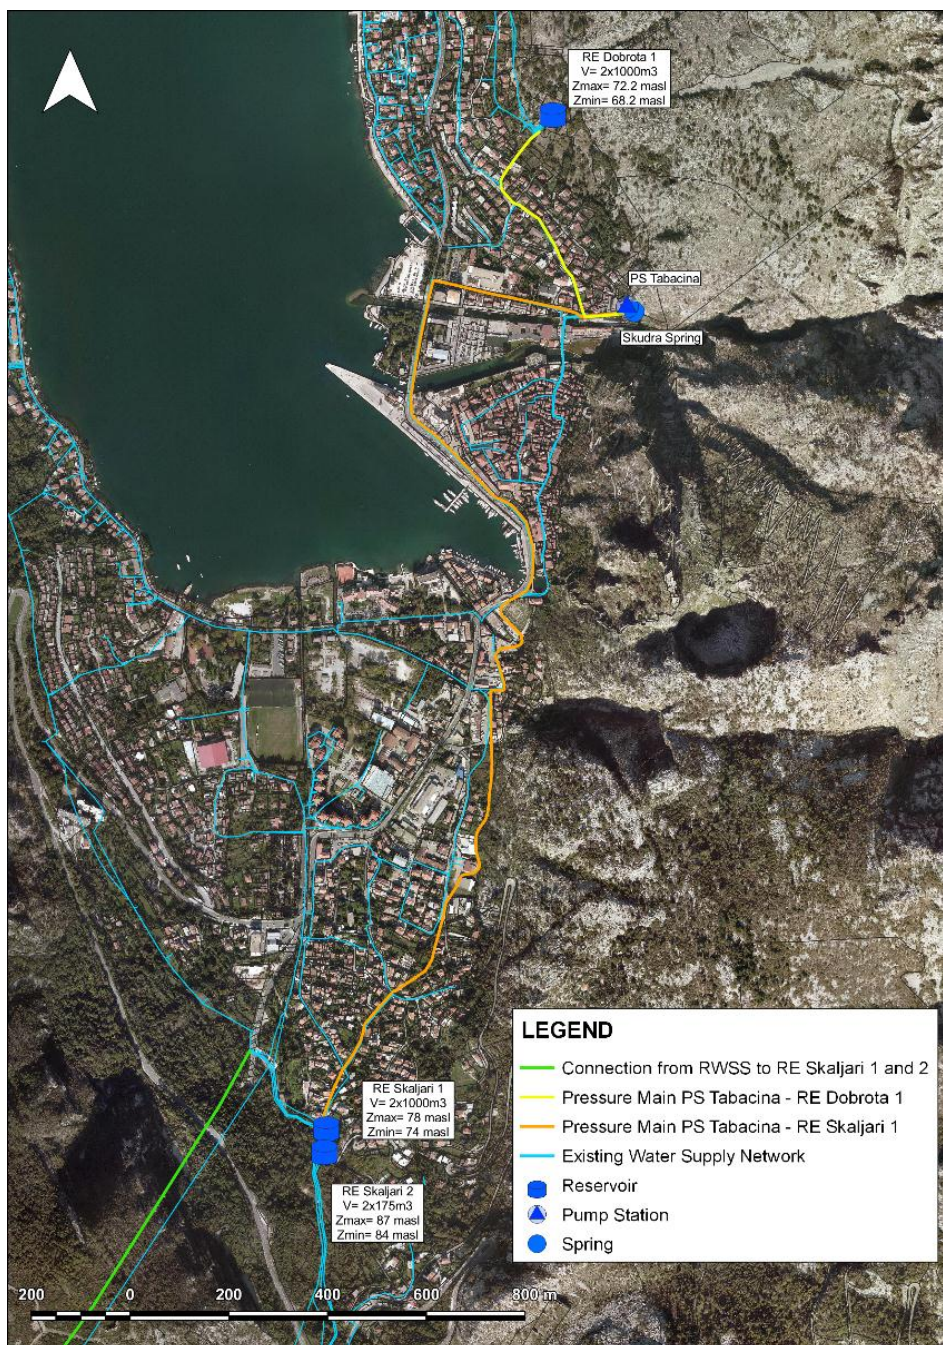 RE Dobrota 1
V= 2x1000m3
Zmax= 72.2 masl
Zmin= 68.2 masl
PS Tabacina
Skudra Spring
LEGEND
Connection from RWSS to RE Skaljari 1 and 2
Pressure Main PS Tabacina - RE Dobrota 1
Pressure Main PS Tabacina - RE Skaljari 1
Existing Water Supply Network
Reservoir
Pump Station
Spring
RE Skaljari 1
V= 2x1000m3
Zmax= 78 masl
Zmin= 74 masl
RE Skaljari 2
V= 2x175m3
Zmax= 87 masl
Zmin= 84 masl
200 0 200 400 600 800 m